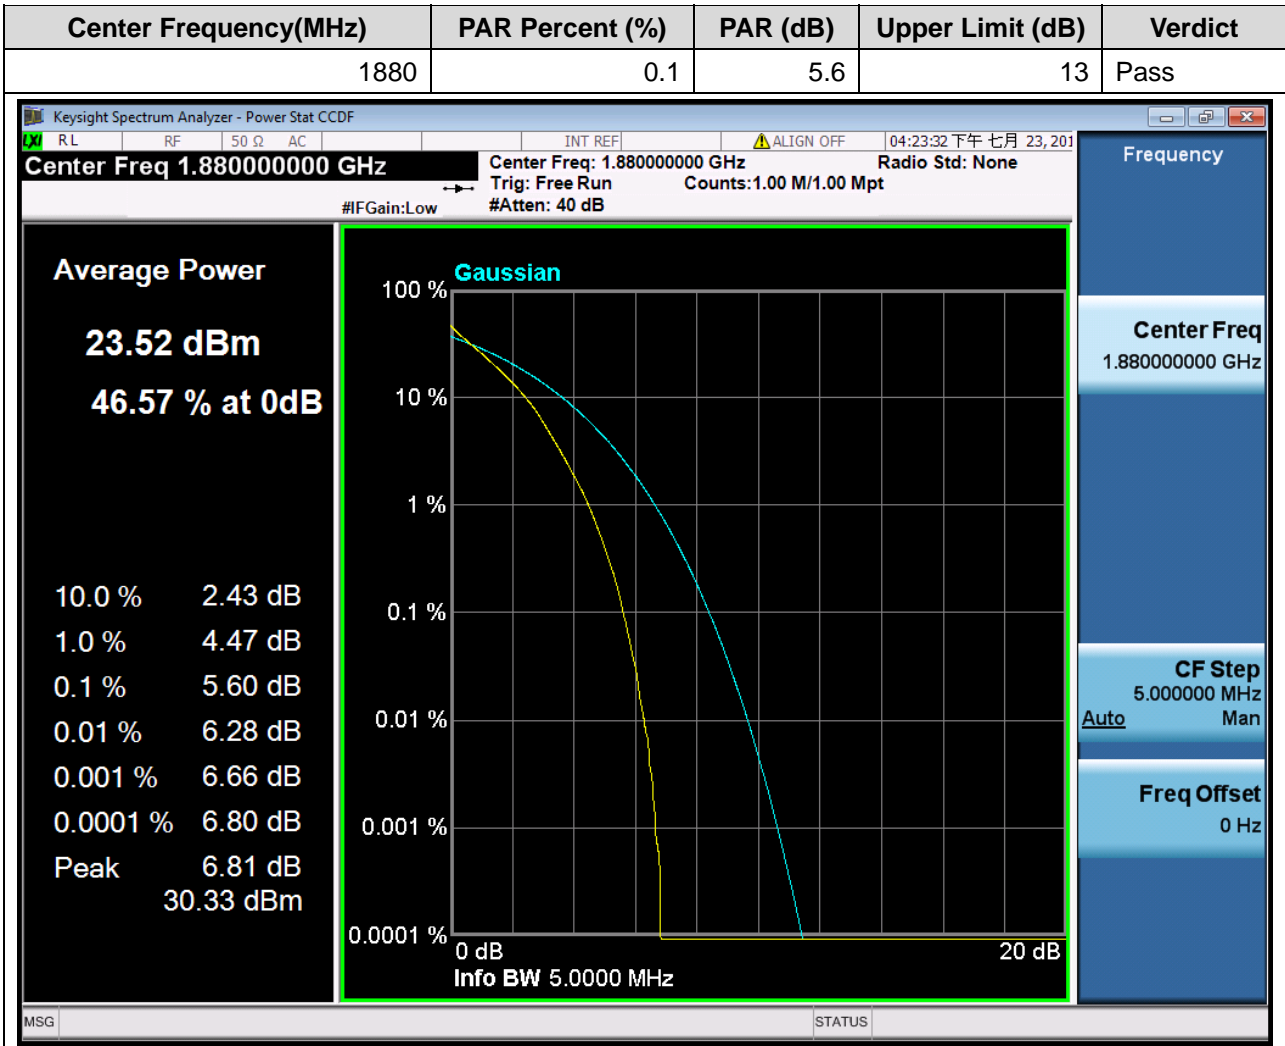 Center Frequency(MHz) PAR Percent (%) PAR (dB) Upper Limit (dB) Verdict
1880 0.1 5.6 13 Pass
Keysight Spectrum Analyzer - Power Stat CCDF
LXI RL RF 50 Ω AC INT REF ALIGN OFF 04:23:32 下午 七月 23, 201
Center Freq 1.880000000 GHz
Center Freq: 1.880000000 GHz Radio Std: None
Trig: Free Run Counts:1.00 M/1.00 Mpt
#IFGain:Low #Atten: 40 dB
Frequency
Average Power
23.52 dBm
46.57 % at 0dB
10.0 % 2.43 dB
1.0 % 4.47 dB
0.1 % 5.60 dB
0.01 % 6.28 dB
0.001 % 6.66 dB
0.0001 % 6.80 dB
Peak 6.81 dB
30.33 dBm
Gaussian
100 %
10 %
1 %
0.1 %
0.01 %
0.001 %
0.0001 %
0 dB 20 dB
Info BW 5.0000 MHz
Center Freq
1.880000000 GHz
CF Step
5.000000 MHz
Auto Man
Freq Offset
0 Hz
MSG STATUS